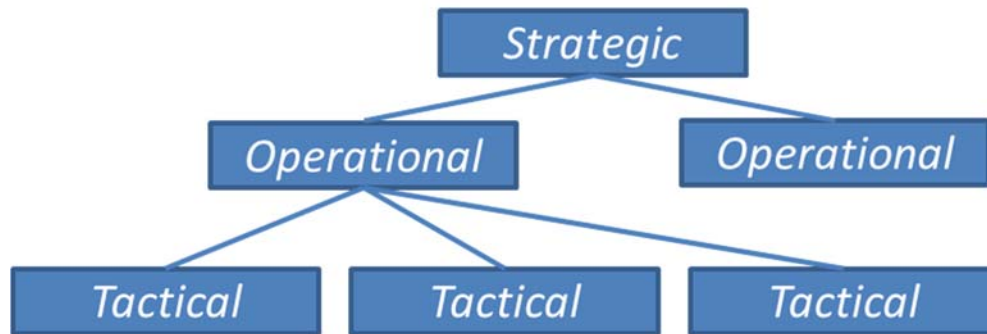 Strategic
Operational
Operational
Tactical
Tactical
Tactical